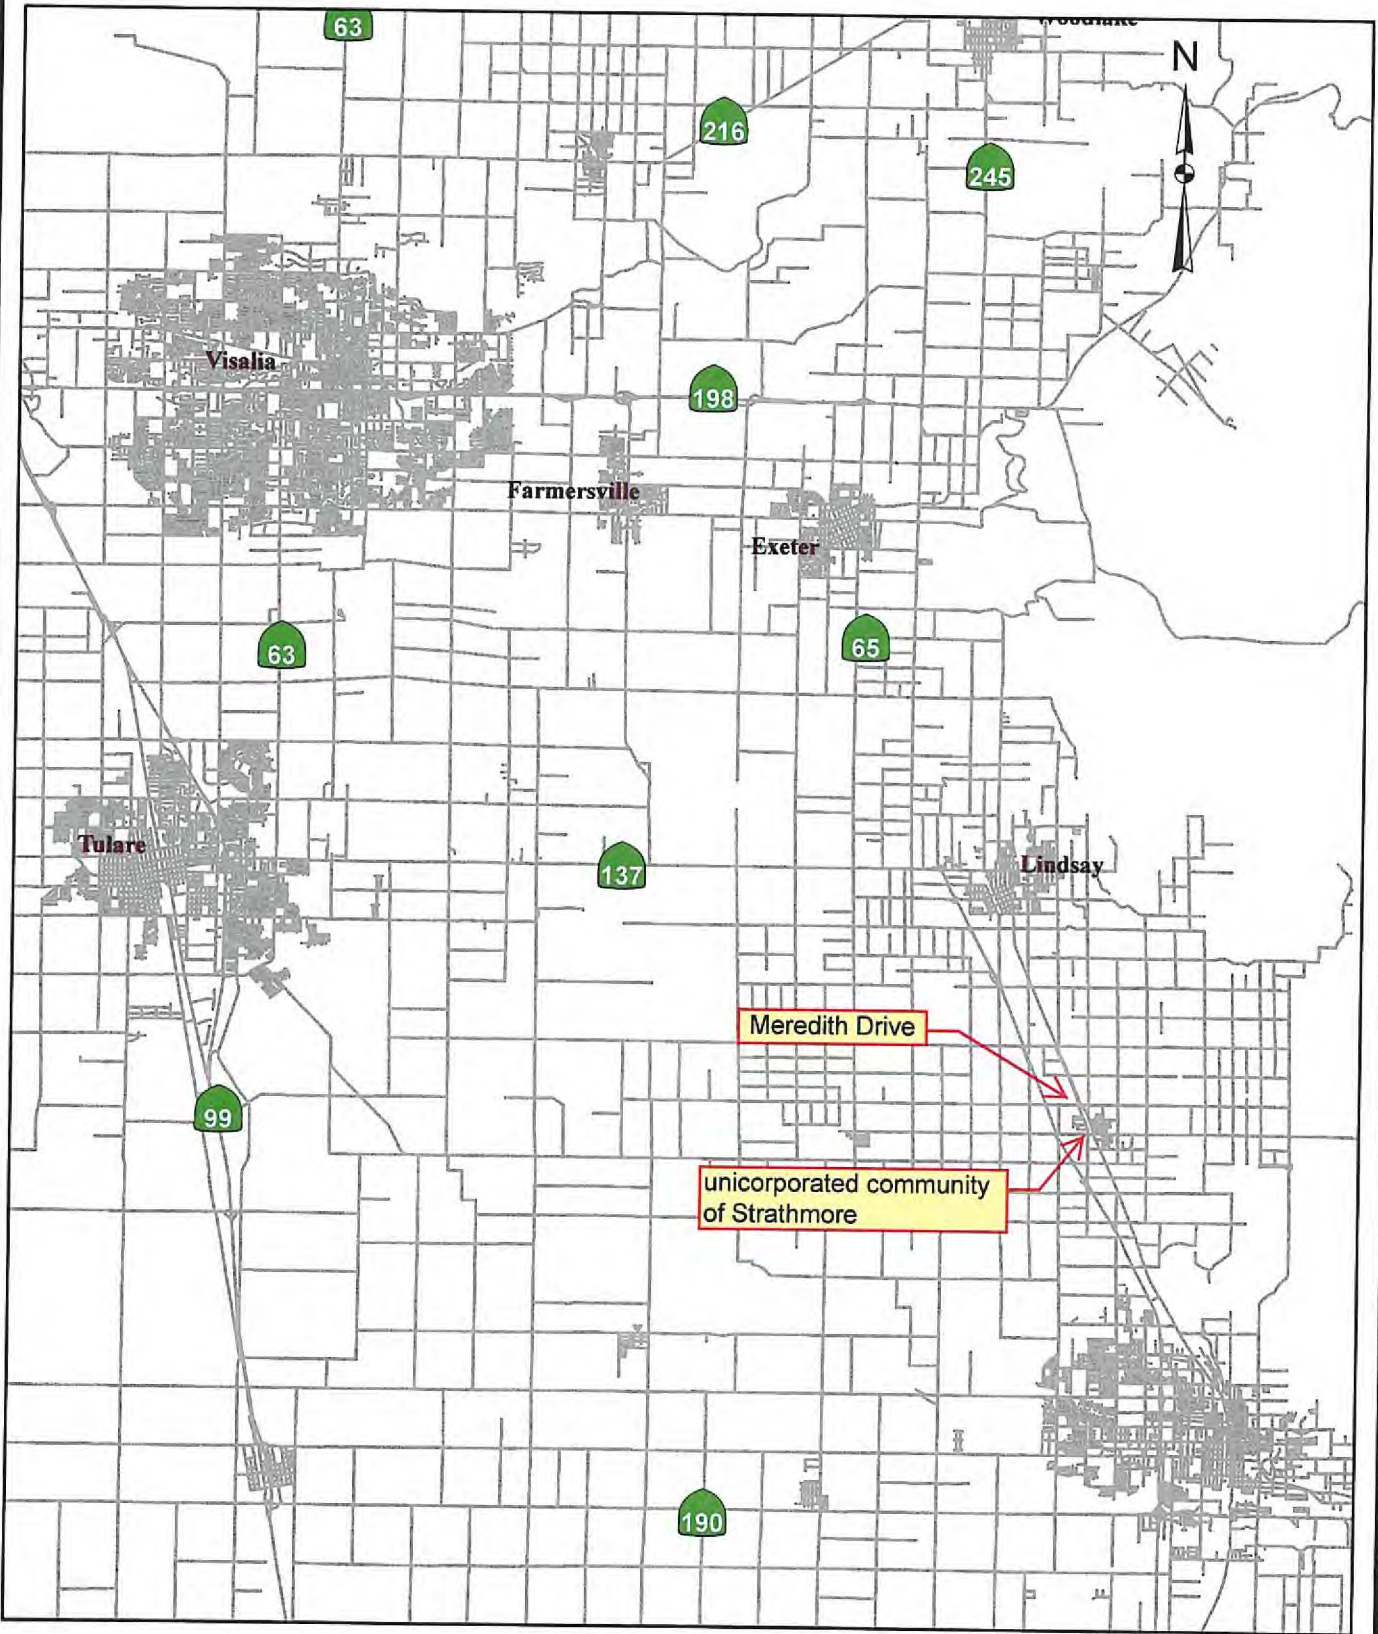 63
N
216
245
Visalia
198
Farmersville
Exeter
63
65
Tulare
137
Lindsay
Meredith Drive
99
unicorporated community
of Strathmore
190